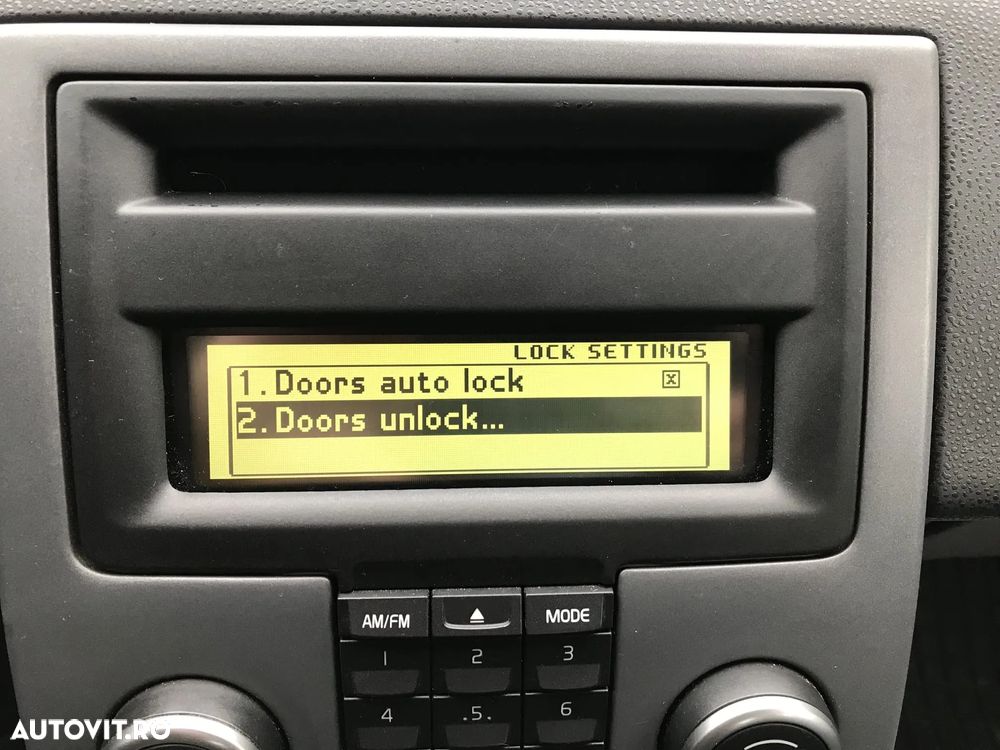 LOCK SETTINGS
1. Doors auto lock
2. Doors unlock...
AM/FM MODE
1 2 3
4 .5. 6
AUTOVIT.RO